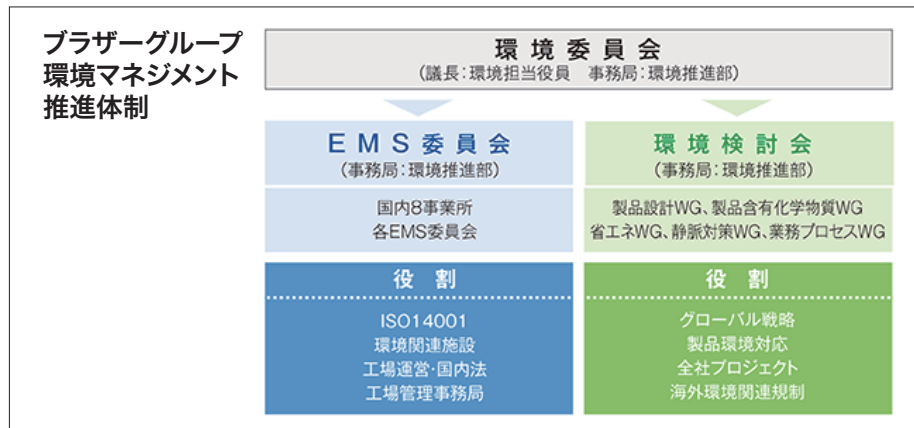 ブラザーグループ
環境マネジメント
推進体制
環境委員会
(議長:環境担当役員 事務局:環境推進部)
EMS委員会
(事務局:環境推進部)
国内8事業所
各EMS委員会
役割
ISO14001
環境関連施設
工場運営・国内法
工場管理事務局
環境検討会
(事務局:環境推進部)
製品設計WG、製品含有化学物質WG
省エネWG、静脈対策WG、業務プロセスWG
役割
グローバル戦略
製品環境対応
全社プロジェクト
海外環境関連規制